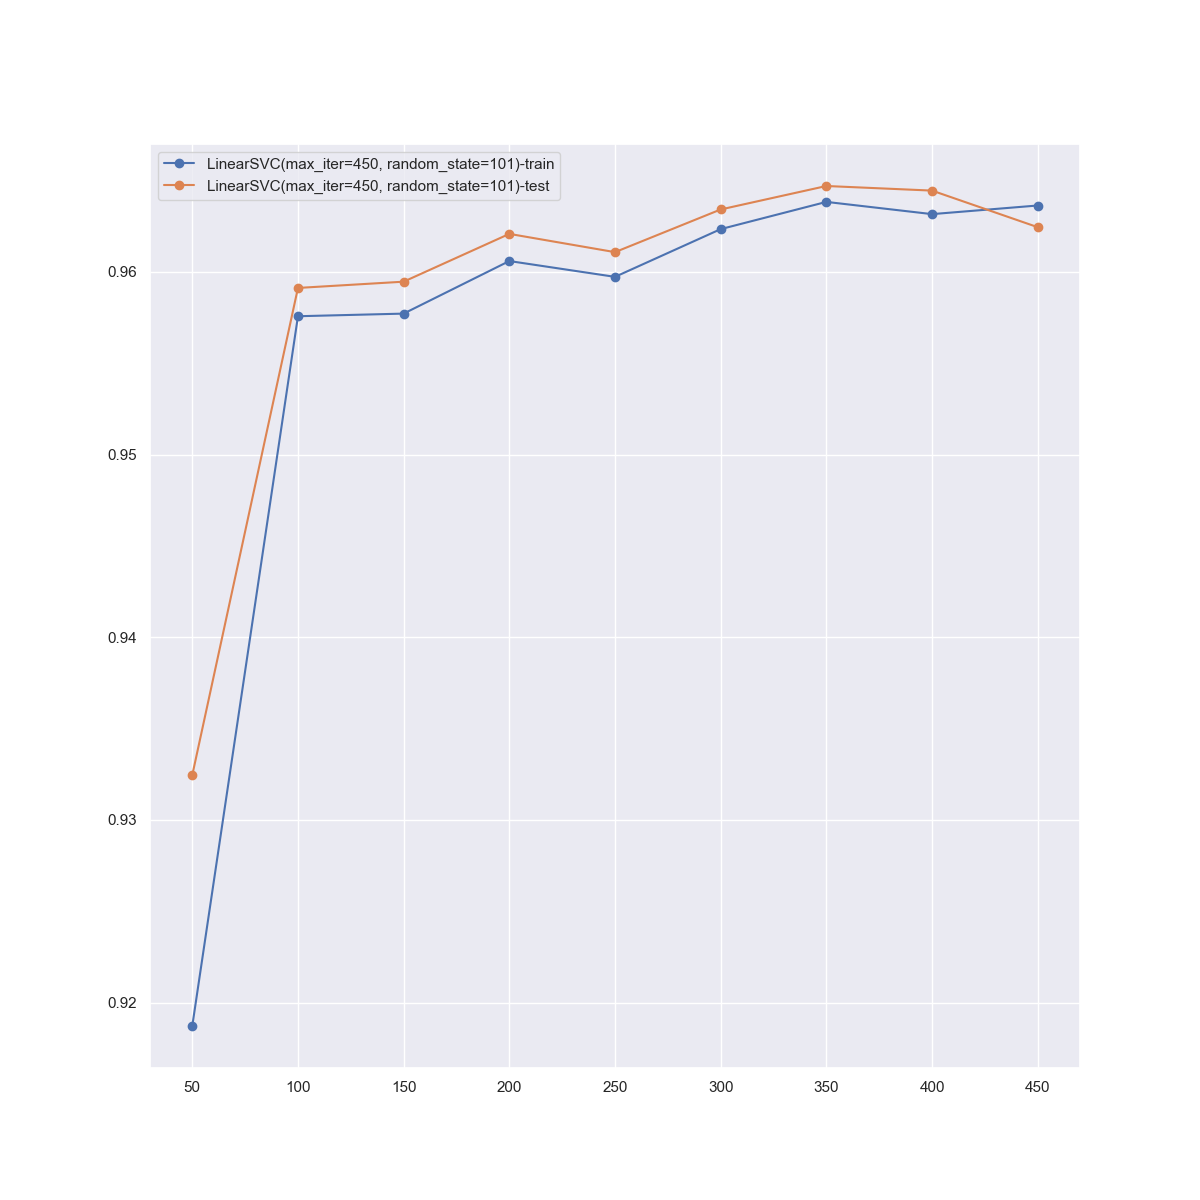 LinearSVC(max_iter=450, random_state=101)-train
LinearSVC(max_iter=450, random_state=101)-test
0.96
0.95
0.94
0.93
0.92
50 100 150 200 250 300 350 400 450